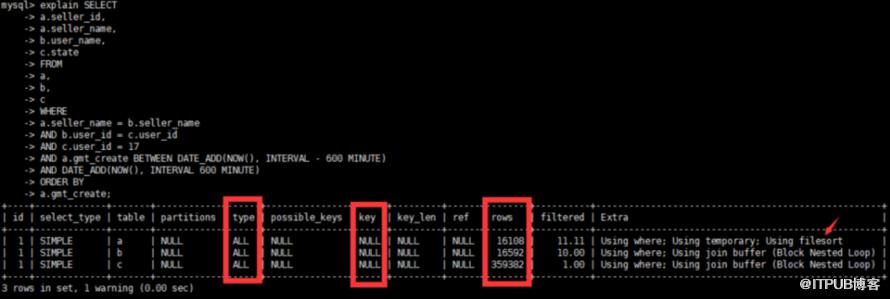 mysql> explain SELECT
-> a.seller_id,
-> a.seller_name,
-> b.user_name,
-> c.state
-> FROM
-> a,
-> b,
-> c
-> WHERE
-> a.seller_name = b.seller_name
-> AND b.user_id = c.user_id
-> AND c.user_id = 17
-> AND a.gmt_create BETWEEN DATE_ADD(NOW(), INTERVAL - 600 MINUTE)
-> AND DATE_ADD(NOW(), INTERVAL 600 MINUTE)
-> ORDER BY
-> a.gmt_create;
| id | select_type | table | partitions | type | possible_keys | key | key_len | ref | rows | filtered | Extra
| 1 | SIMPLE | a | NULL | ALL | NULL | NULL | NULL | NULL | 16108 | 11.11 | Using where; Using temporary; Using filesort
| 1 | SIMPLE | b | NULL | ALL | NULL | NULL | NULL | NULL | 16592 | 10.00 | Using where; Using join buffer (Block Nested Loop) |
| 1 | SIMPLE | c | NULL | ALL | NULL | NULL | NULL | NULL | 359382 | 1.00 | Using where; Using join buffer (Block Nested Loop) |
3 rows in set, 1 warning (0.00 sec)
@ITPUB博客